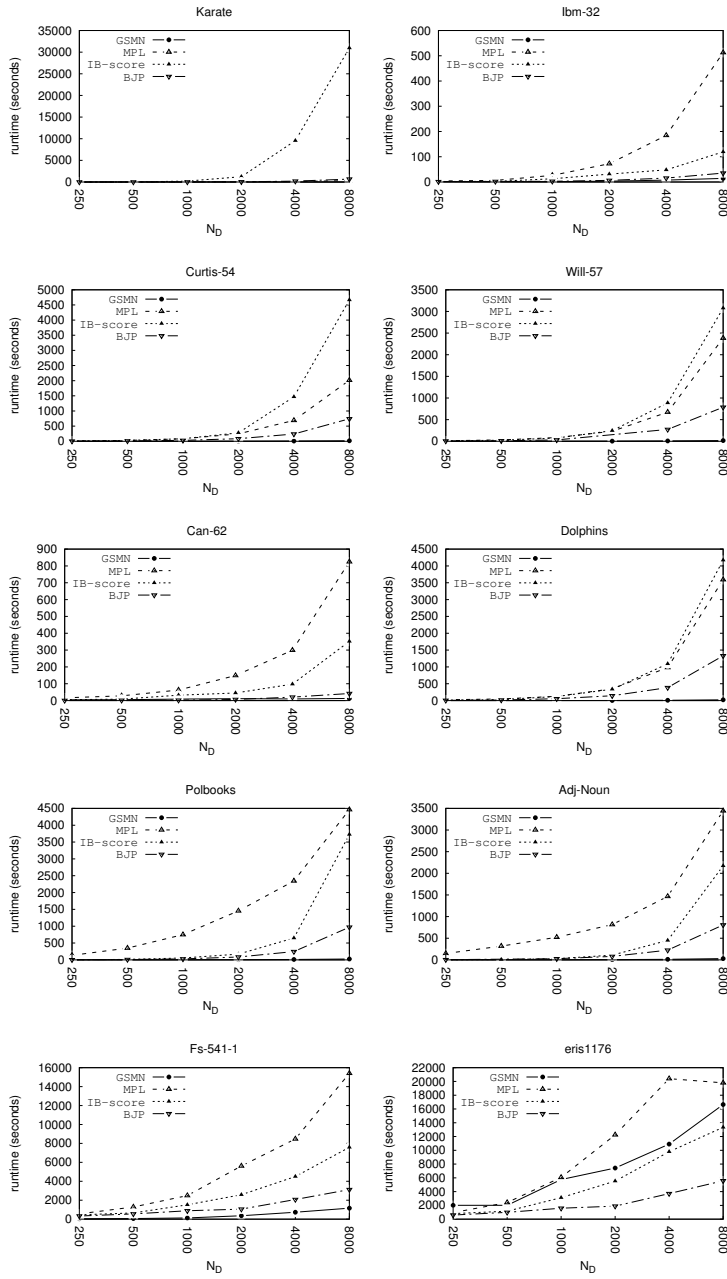 Karate
runtime (seconds)
35000
30000
25000
20000
15000
10000
5000
0
GSMN
MPL
IB-score
BJP
250
500
1000
2000
4000
8000
N_D
Ibm-32
runtime (seconds)
600
500
400
300
200
100
0
GSMN
MPL
IB-score
BJP
250
500
1000
2000
4000
8000
N_D
Curtis-54
runtime (seconds)
5000
4500
4000
3500
3000
2500
2000
1500
1000
500
0
GSMN
MPL
IB-score
BJP
250
500
1000
2000
4000
8000
N_D
Will-57
runtime (seconds)
3500
3000
2500
2000
1500
1000
500
0
GSMN
MPL
IB-score
BJP
250
500
1000
2000
4000
8000
N_D
Can-62
runtime (seconds)
900
800
700
600
500
400
300
200
100
0
GSMN
MPL
IB-score
BJP
250
500
1000
2000
4000
8000
N_D
Dolphins
runtime (seconds)
4500
4000
3500
3000
2500
2000
1500
1000
500
0
GSMN
MPL
IB-score
BJP
250
500
1000
2000
4000
8000
N_D
Polbooks
runtime (seconds)
4500
4000
3500
3000
2500
2000
1500
1000
500
0
GSMN
MPL
IB-score
BJP
250
500
1000
2000
4000
8000
N_D
Adj-Noun
runtime (seconds)
3500
3000
2500
2000
1500
1000
500
0
GSMN
MPL
IB-score
BJP
250
500
1000
2000
4000
8000
N_D
Fs-541-1
runtime (seconds)
16000
14000
12000
10000
8000
6000
4000
2000
0
GSMN
MPL
IB-score
BJP
250
500
1000
2000
4000
8000
N_D
eris1176
runtime (seconds)
22000
20000
18000
16000
14000
12000
10000
8000
6000
4000
2000
0
GSMN
MPL
IB-score
BJP
250
500
1000
2000
4000
8000
N_D